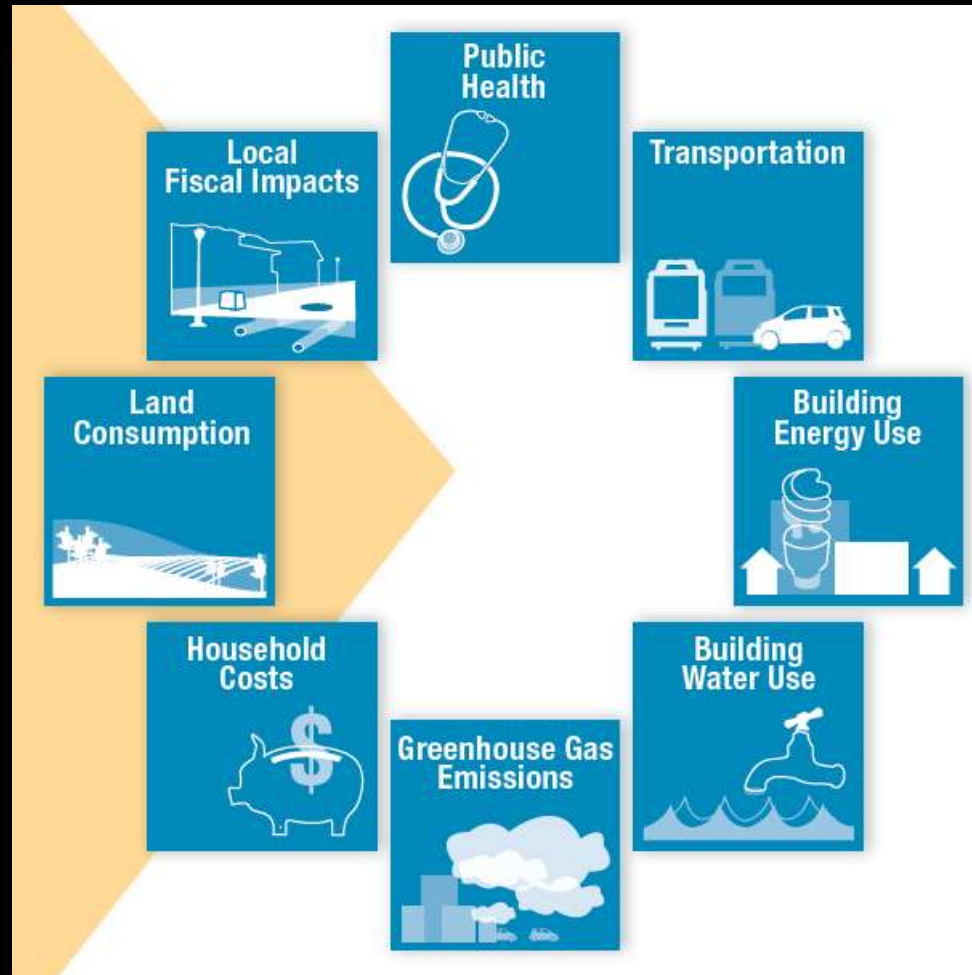 Public
Health
Local
Fiscal Impacts
Transportation
Land
Consumption
Building
Energy Use
Household
Costs
$
Building
Water Use
Greenhouse Gas
Emissions